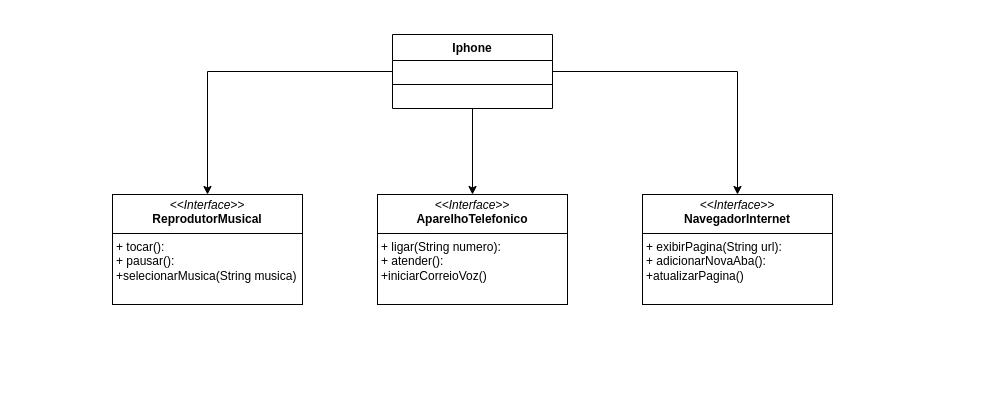 Iphone
<<Interface>>
ReprodutorMusical
+ tocar():
+ pausar():
+selecionarMusica(String musica)
<<Interface>>
AparelhoTelefonico
+ ligar(String numero):
+ atender():
+iniciarCorreioVoz()
<<Interface>>
NavegadorInternet
+ exibirPagina(String url):
+ adicionarNovaAba():
+atualizarPagina()